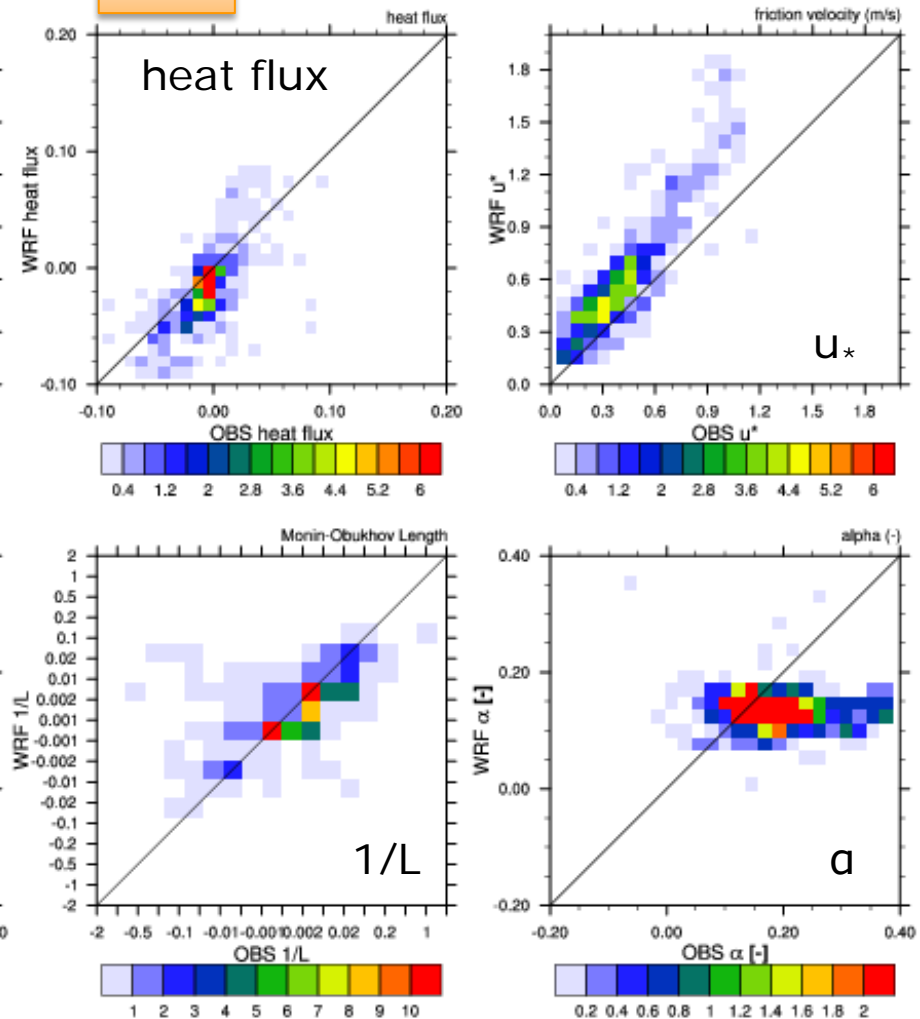 heat flux
0.20
heat flux
0.10
WRF heat flux
0.00
-0.10
-0.10 0.00 0.10 0.20
OBS heat flux
0.4 1.2 2 2.8 3.6 4.4 5.2 6
friction velocity (m/s)
1.8
1.5
1.2
WRF u*
0.9
0.6
0.3
u*
0.0
0.0 0.3 0.6 0.9 1.2 1.5 1.8
OBS u*
0.4 1.2 2 2.8 3.6 4.4 5.2 6
Monin-Obukhov Length
2
1
0.5
0.2
0.1
0.02
0.01
0.002
0.001
-0.001
WRF 1/L
-0.002
-0.01
-0.02
-0.1
-0.2
-0.5
-1
-2
1/L
-2 -0.5 -0.1 -0.01 -0.001 0.002 0.02 0.2 1
OBS 1/L
1 2 3 4 5 6 7 8 9 10
alpha (-)
0.40
0.20
WRF α [-]
0.00
α
-0.20
-0.20 0.00 0.20 0.40
OBS α [-]
0.2 0.4 0.6 0.8 1 1.2 1.4 1.6 1.8 2